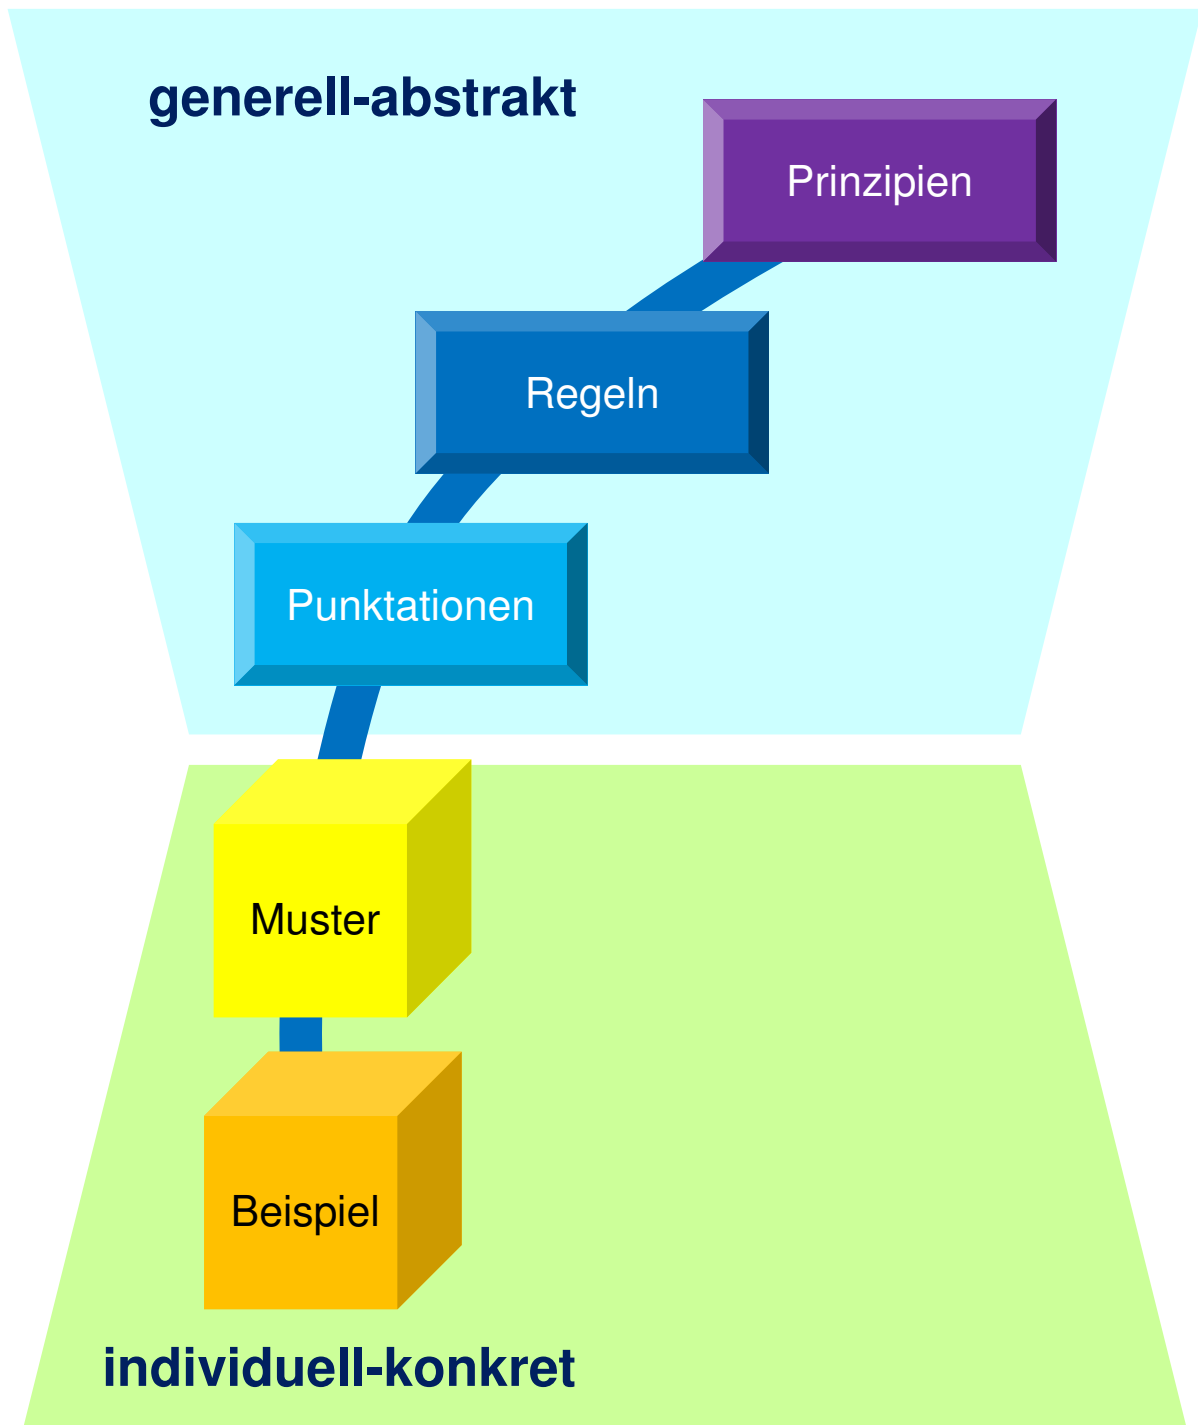 generell-abstrakt
Prinzipien
Regeln
Punktationen
Muster
Beispiel
individuell-konkret